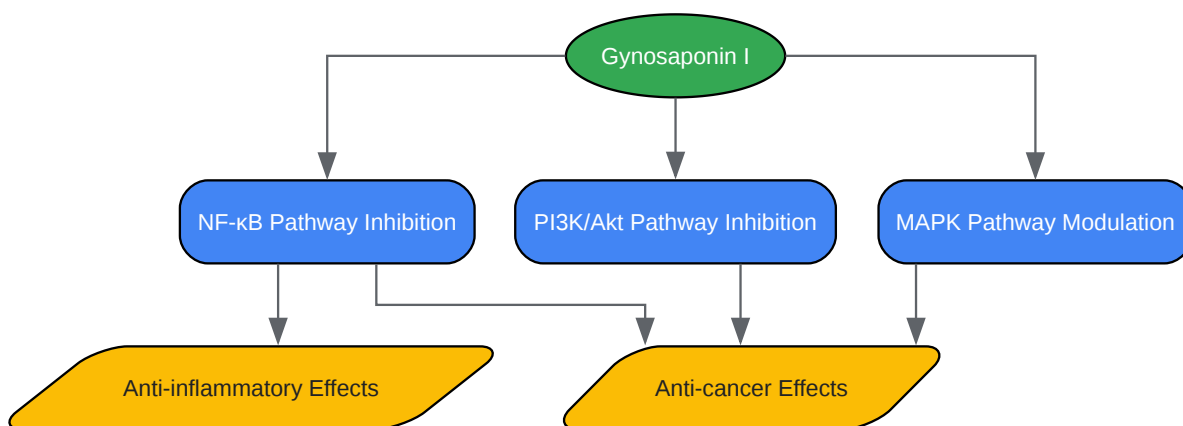 Gynosaponin I
NF-κB Pathway Inhibition
PI3K/Akt Pathway Inhibition
MAPK Pathway Modulation
Anti-inflammatory Effects
Anti-cancer Effects